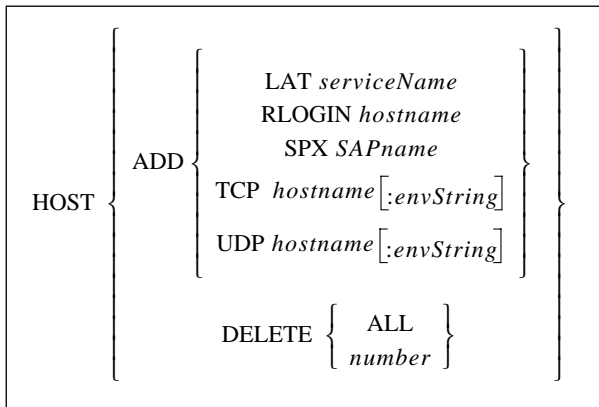 LAT serviceName
RLOGIN hostname
SPX SAPname
ADD
TCP hostname[:envString]
HOST
UDP hostname[:envString]
DELETE { ALL
number }